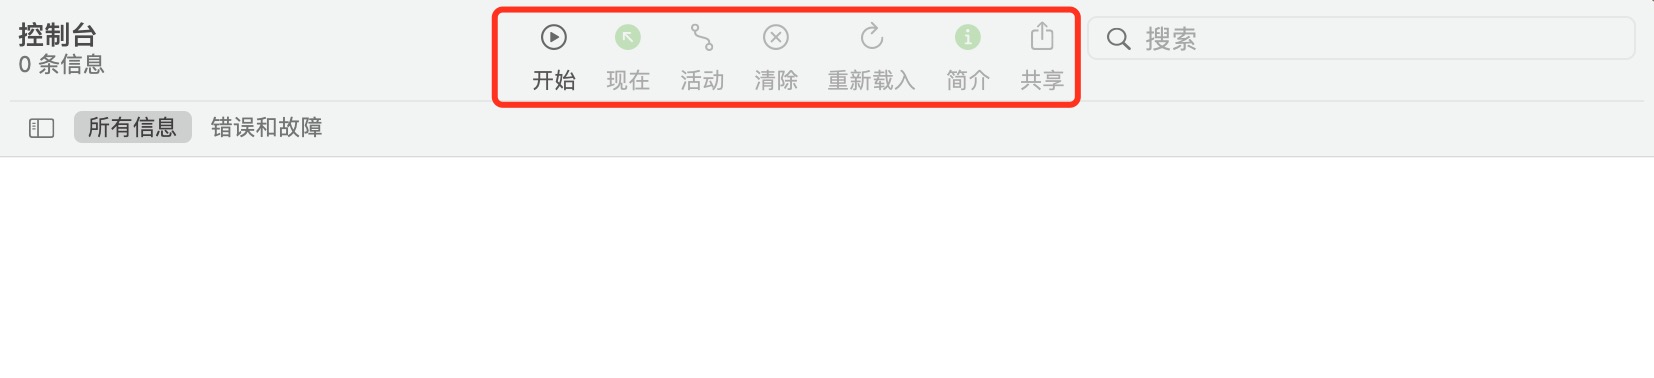 控制台
0 条信息
开始 现在 活动 清除 重新载入 简介 共享
搜索
所有信息 错误和故障